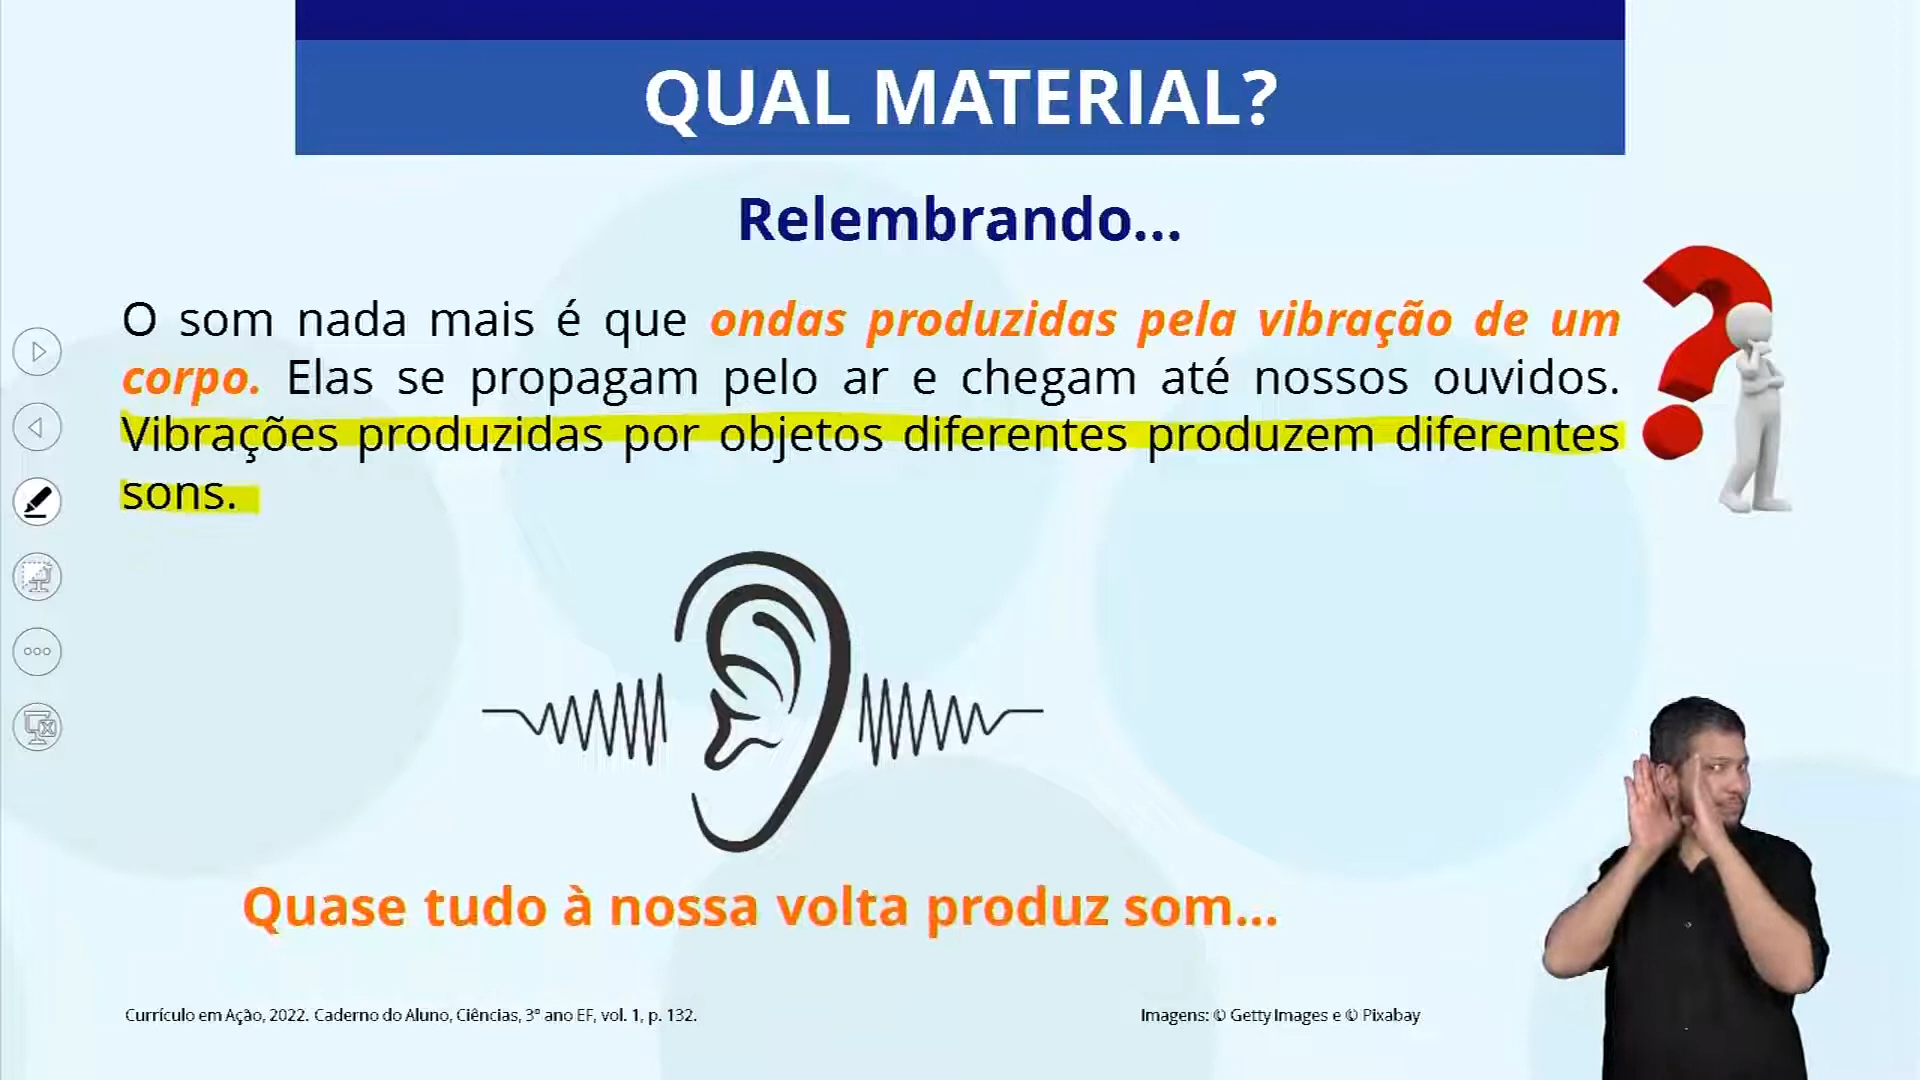 QUAL MATERIAL?
Relembrando...
O som nada mais é que ondas produzidas pela vibração de um
corpo. Elas se propagam pelo ar e chegam até nossos ouvidos.
Vibrações produzidas por objetos diferentes produzem diferentes
sons.
Quase tudo à nossa volta produz som...
Currículo em Ação, 2022. Caderno do Aluno, Ciências, 3º ano EF, vol. 1, p. 132.
Imagens: © Getty Images e © Pixabay